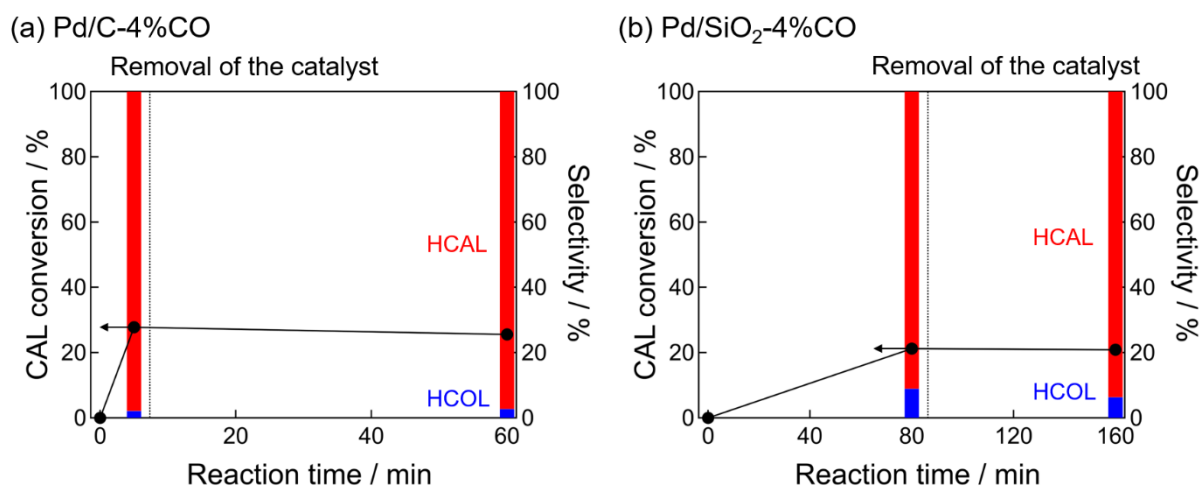 (a) Pd/C-4%CO
Removal of the catalyst
100
80
60
40
20
0
CAL conversion / %
HCAL
HCOL
100
80
60
40
20
0
Selectivity / %
0 20 40 60
Reaction time / min
(b) Pd/SiO₂-4%CO
Removal of the catalyst
100
80
60
40
20
0
CAL conversion / %
HCAL
HCOL
100
80
60
40
20
0
Selectivity / %
0 40 80 120 160
Reaction time / min